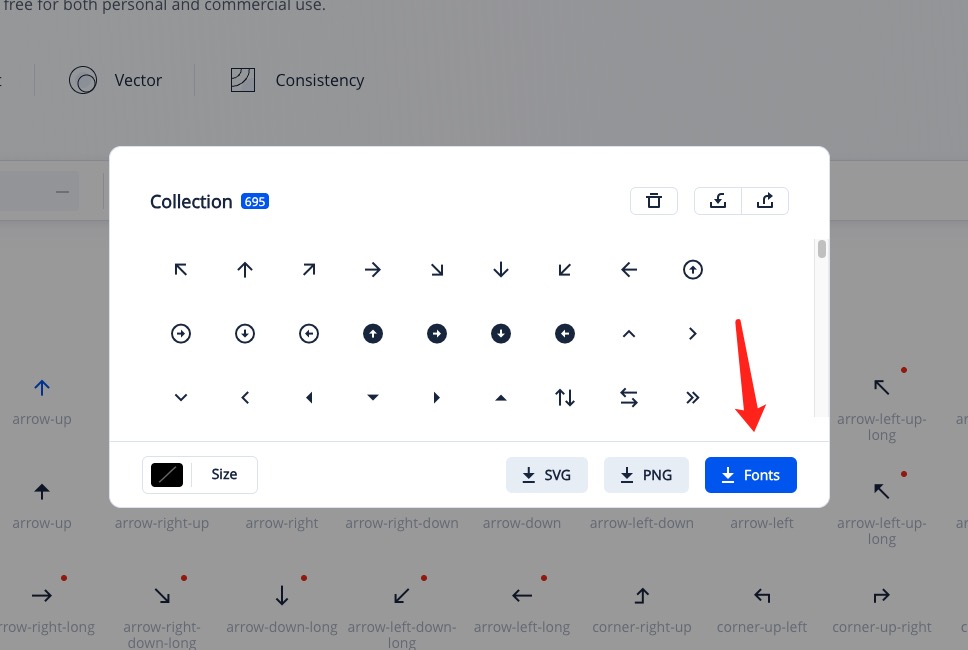 free for both personal and commercial use.
Vector
Consistency
Collection 695
Size
SVG
PNG
Fonts
arrow-up
arrow-left-up-
long
arrow-up
arrow-right-up
arrow-right
arrow-right-down
arrow-down
arrow-left-down
arrow-left
arrow-left-up-
long
rrow-right-long
arrow-right-
down-long
arrow-down-long
arrow-left-down-
long
arrow-left-long
corner-right-up
corner-up-left
corner-up-right